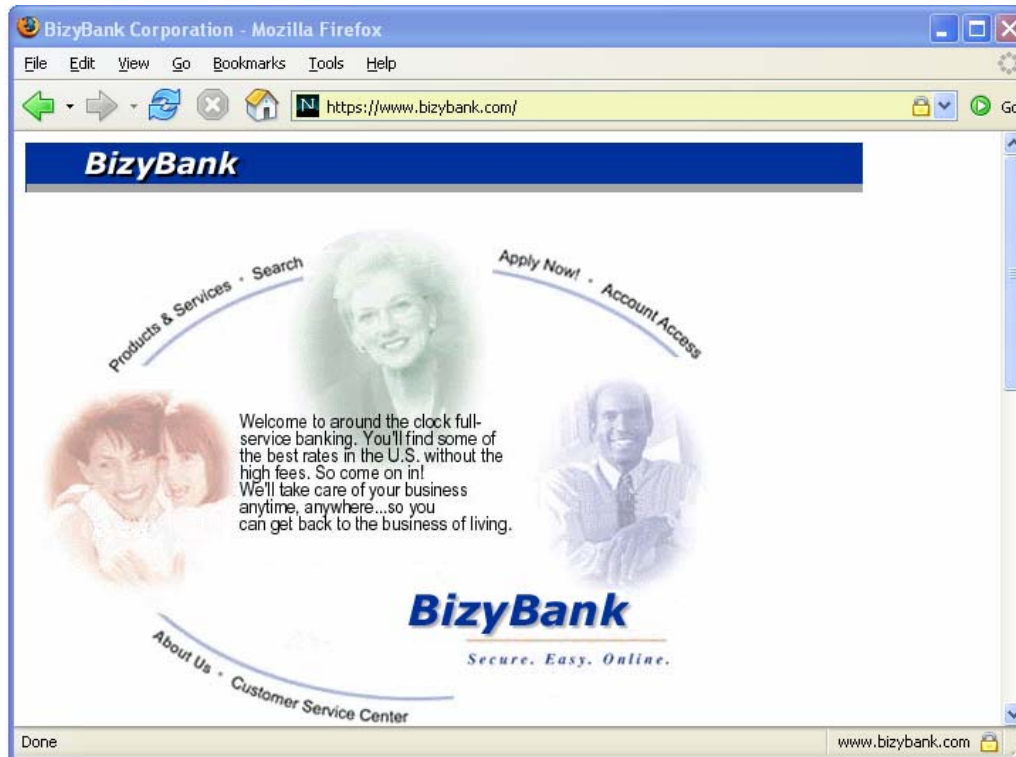 BizyBank Corporation - Mozilla Firefox
File Edit View Go Bookmarks Tools Help
N https://www.bizybank.com/ Go
BizyBank
Products & Services • Search
Apply Now! • Account Access
Welcome to around the clock full-
service banking. You'll find some of
the best rates in the U.S. without the
high fees. So come on in!
We'll take care of your business
anytime, anywhere...so you
can get back to the business of living.
BizyBank
Secure. Easy. Online.
About Us • Customer Service Center
Done www.bizybank.com